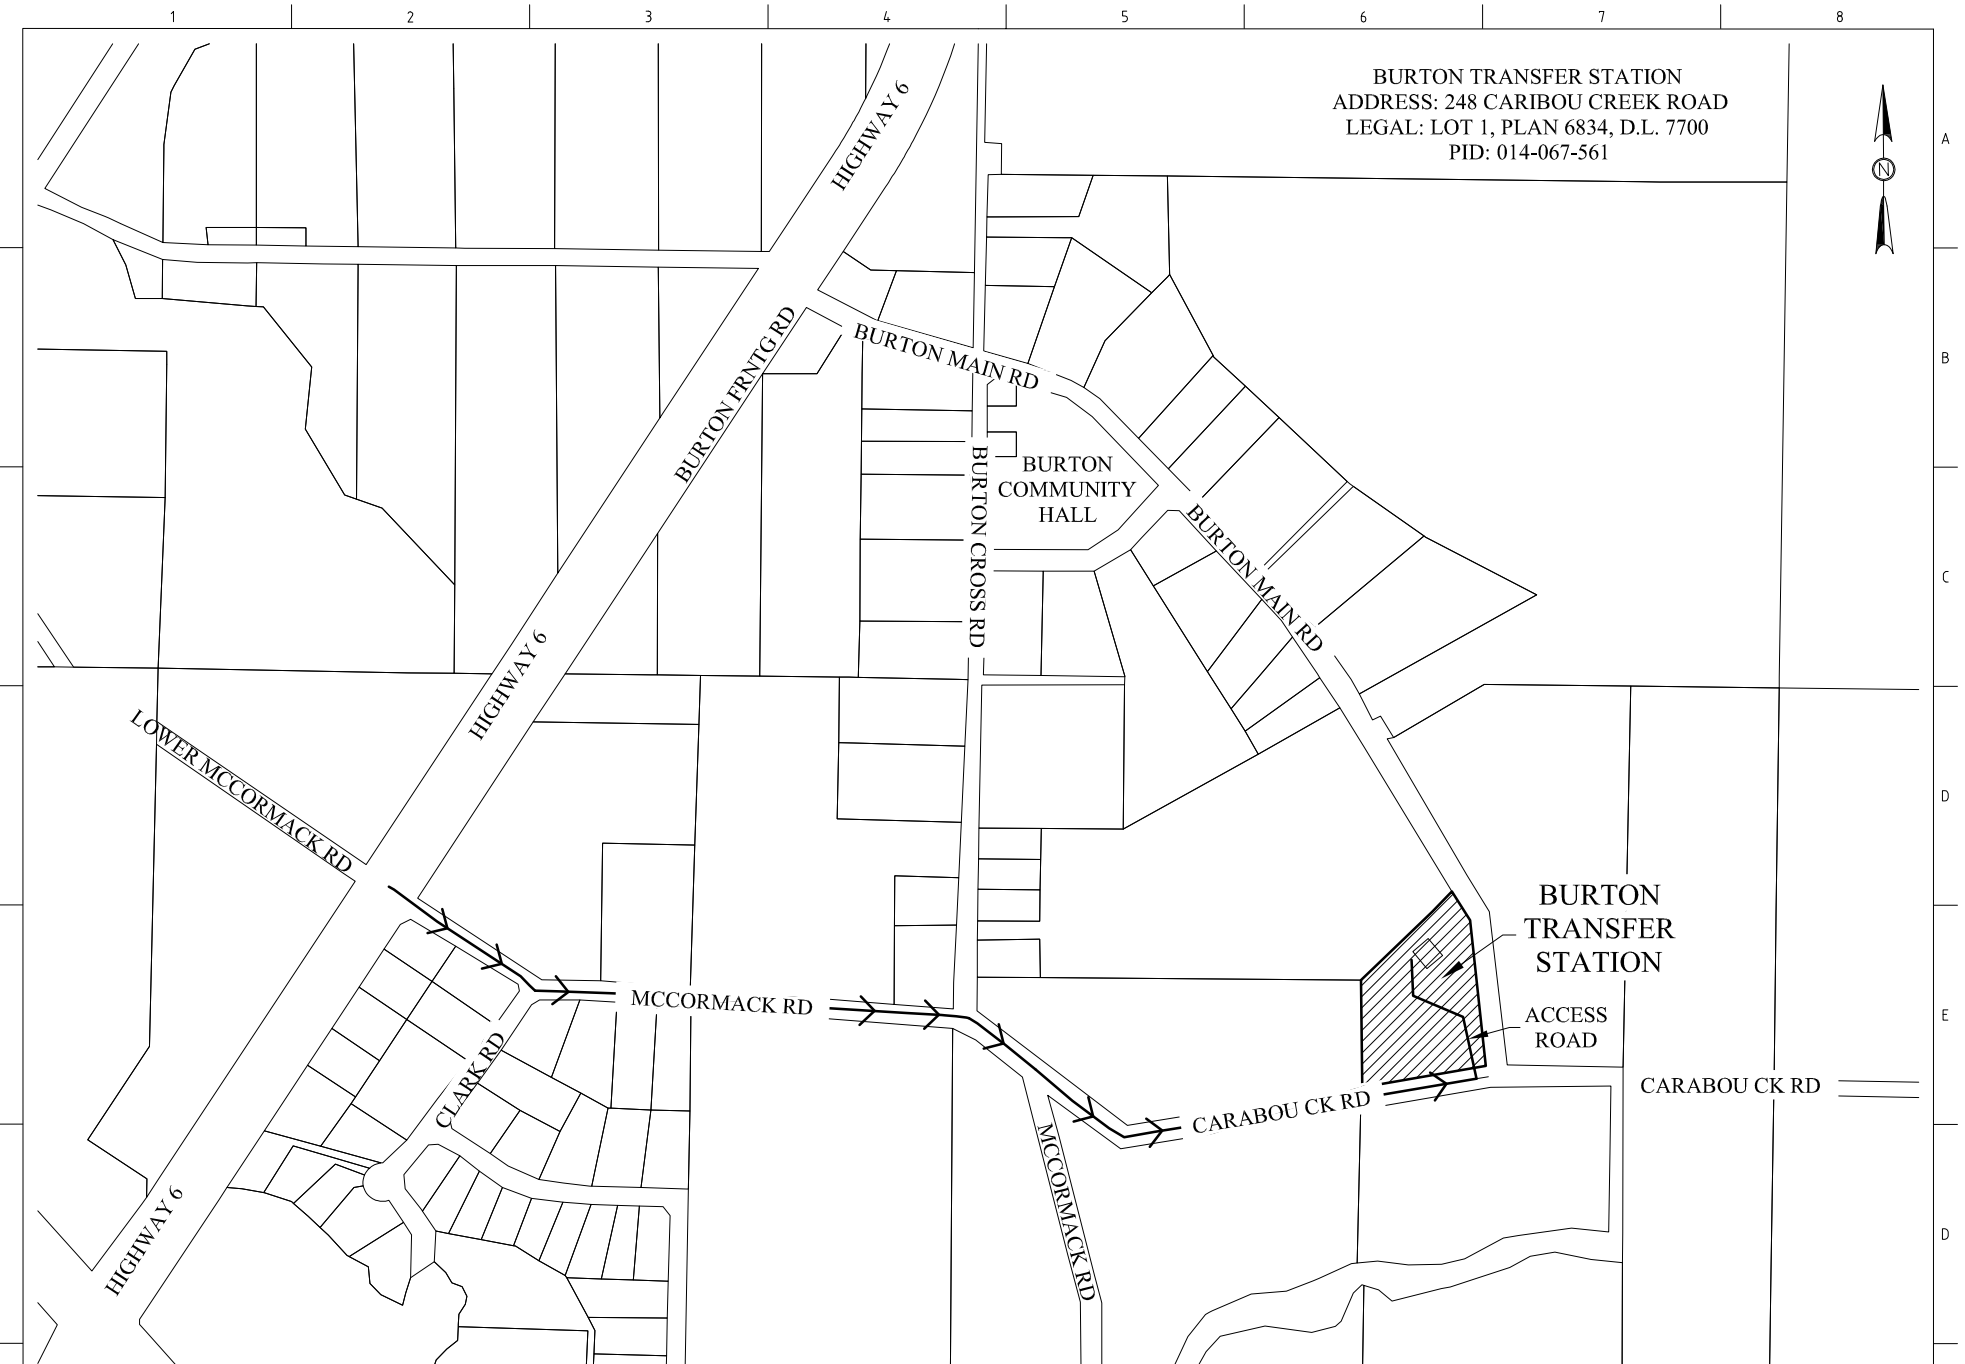 1 2 3 4 5 6 7 8
BURTON TRANSFER STATION
ADDRESS: 248 CARIBOU CREEK ROAD
LEGAL: LOT 1, PLAN 6834, D.L. 7700
PID: 014-067-561
N
A
HIGHWAY 6
B
BURTON FRNTG RD
BURTON MAIN RD
BURTON CROSS RD
BURTON
COMMUNITY
HALL
BURTON MAIN RD
C
HIGHWAY 6
LOWER MCCORMACK RD
D
BURTON
TRANSFER
STATION
MCCORMACK RD
ACCESS
ROAD
E
CLARK RD
CARABOU CK RD
CARABOU CK RD
MCCORMACK RD
HIGHWAY 6
D